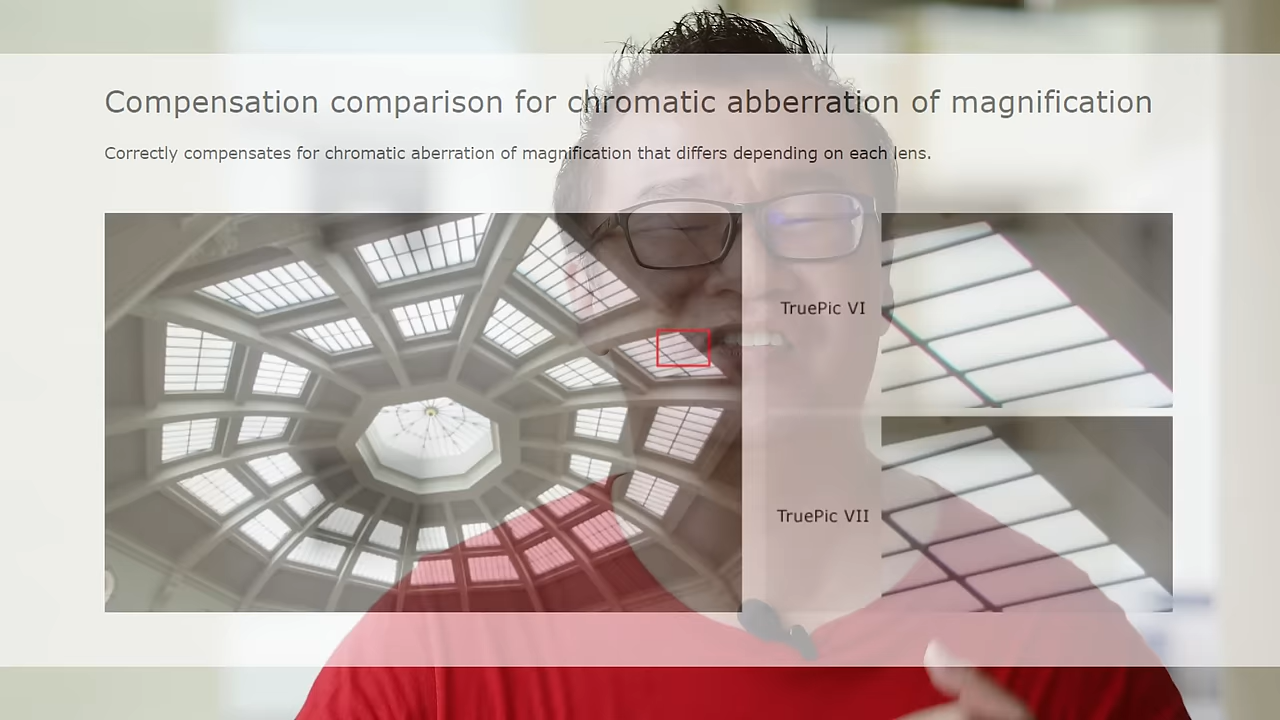 Compensation comparison for chromatic abberration of magnification
Correctly compensates for chromatic aberration of magnification that differs depending on each lens.
TruePic VI
TruePic VII